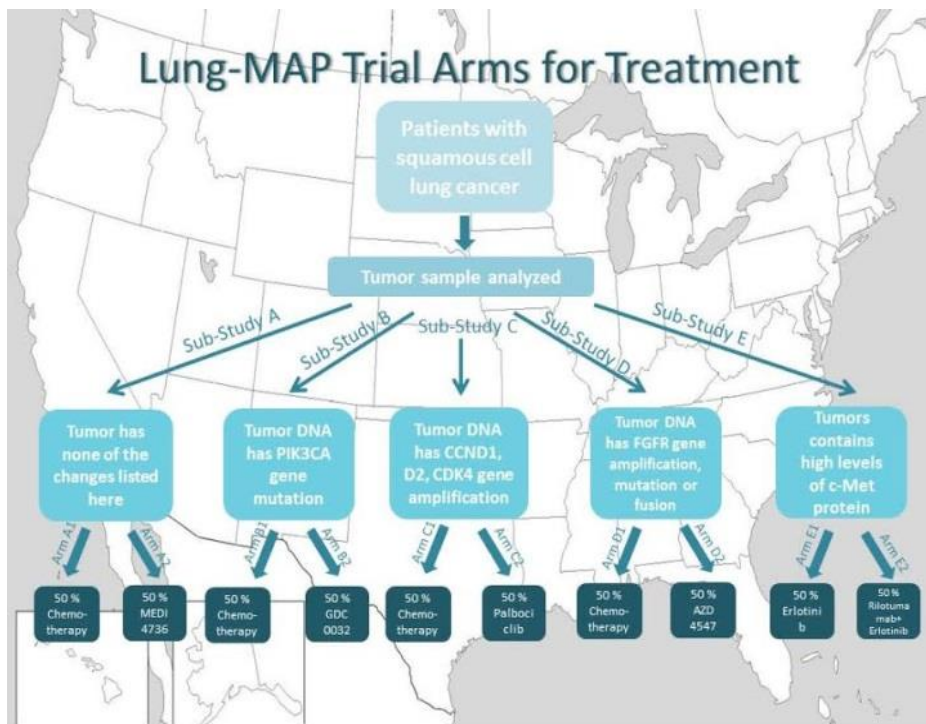 Lung-MAP Trial Arms for Treatment
Patients with
squamous cell
lung cancer
Tumor sample analyzed
Sub-Study A
Sub-Study B
Sub-Study C
Sub-Study D
Sub-Study E
Tumor has
none of the
changes listed
here
Tumor DNA
has PIK3CA
gene
mutation
Tumor DNA
has CCND1,
D2, CDK4 gene
amplification
Tumor DNA
has FGFR gene
amplification,
mutation or
fusion
Tumors
contains
high levels
of c-Met
protein
Arm A1
Arm A2
Arm B1
Arm B2
Arm C1
Arm C2
Arm D1
Arm D2
Arm E1
Arm E2
50 %
Chemo-
therapy
50 %
MEDI
4736
50 %
Chemo-
therapy
50 %
GDC
0032
50 %
Chemo-
therapy
50 %
Palboci
clib
50 %
Chemo-
therapy
50 %
AZD
4547
50 %
Erlotini
b
50 %
Rilotuma
mab+
Erlotinib